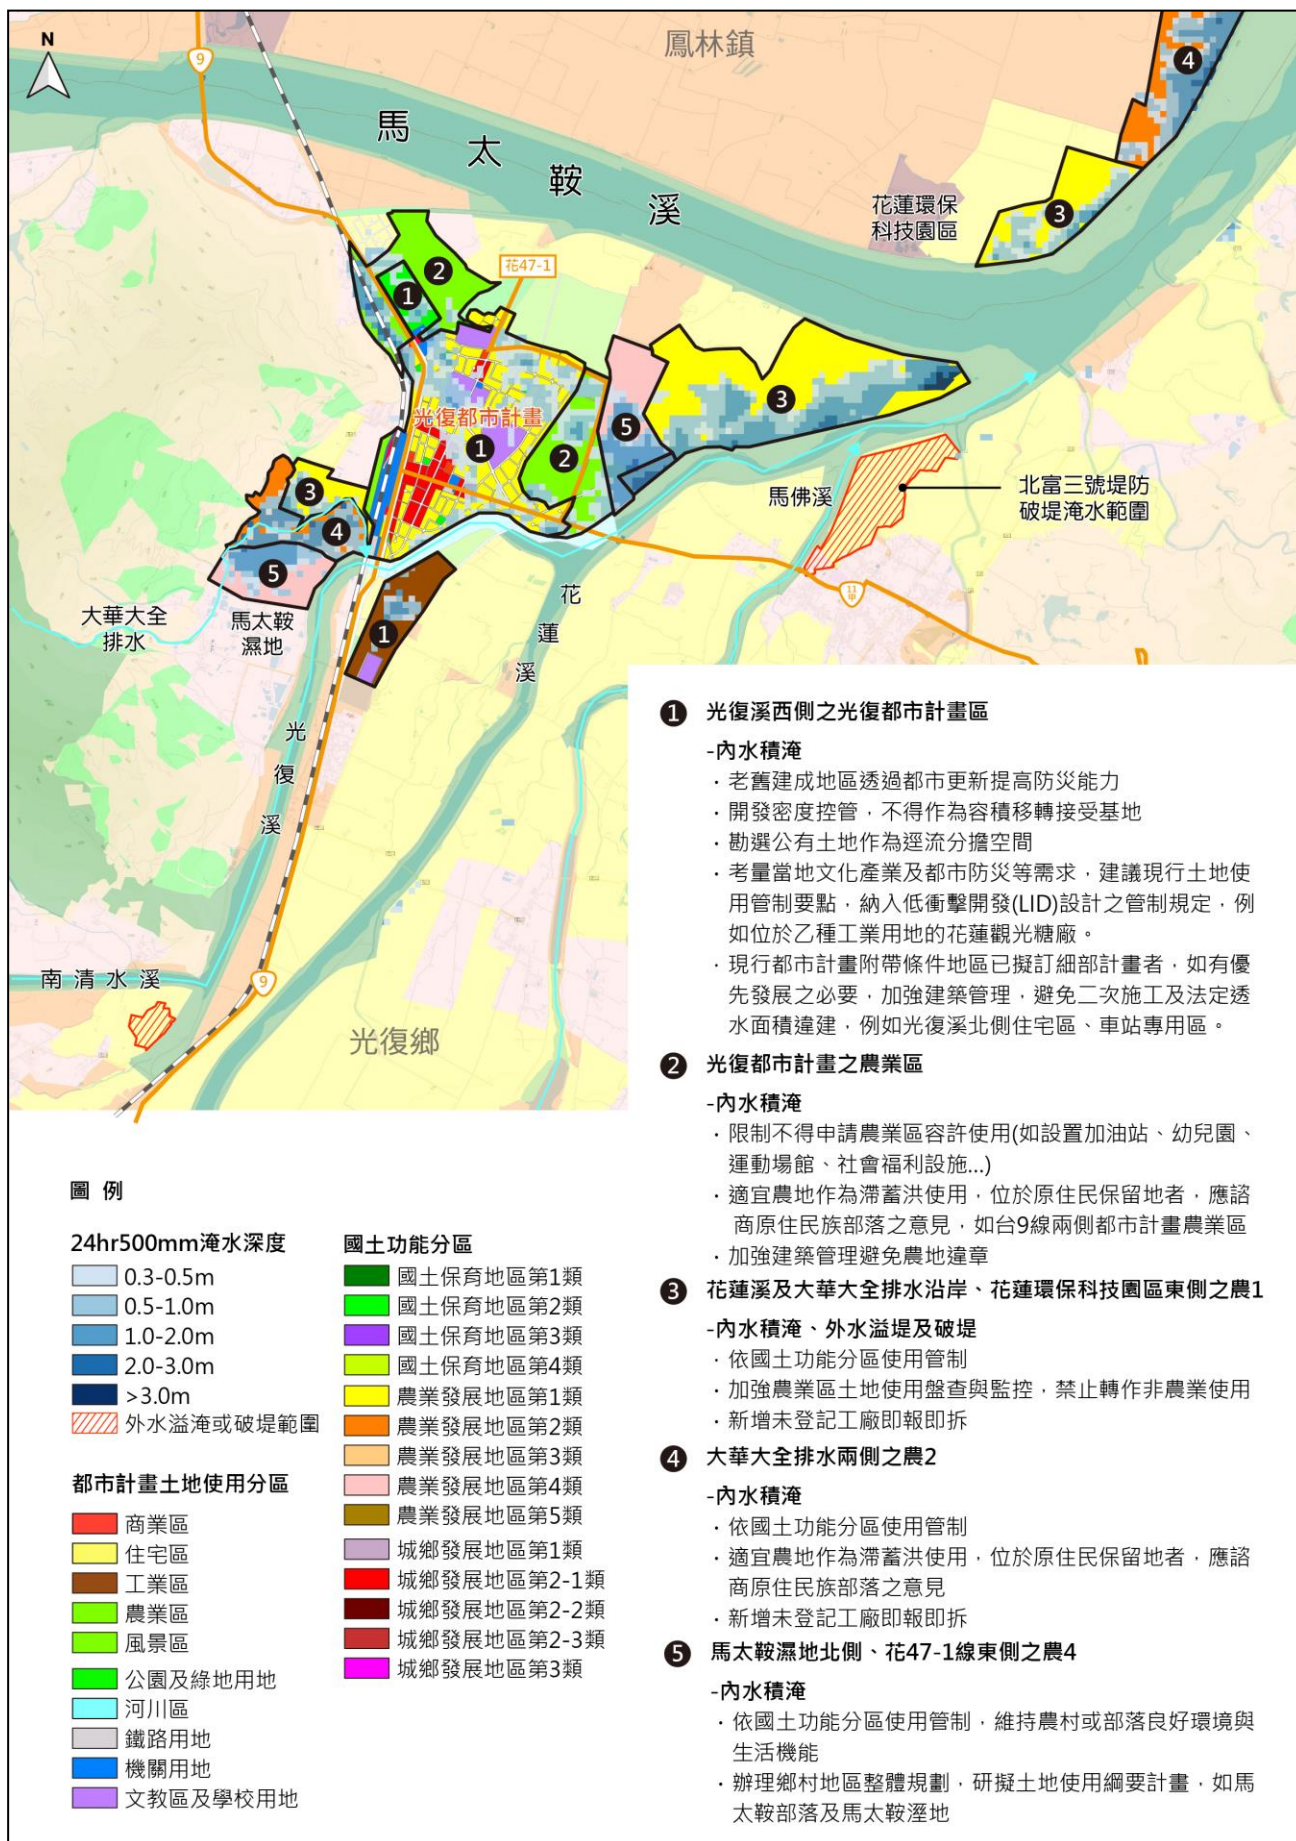 N
9
鳳林鎮
4
馬太鞍溪
花蓮環保
科技園區
3
花47-1
2
1
光復都市計畫
1
2
5
3
馬佛溪
北富三號堤防
破堤淹水範圍
3
4
5
大華大全
排水
馬太鞍
濕地
1
花蓮溪
11甲
光復溪
南清水溪
9
光復鄉
1 光復溪西側之光復都市計畫區
-內水積淹
・老舊建成地區透過都市更新提高防災能力
・開發密度控管，不得作為容積移轉接受基地
・勘選公有土地作為逕流分擔空間
・考量當地文化產業及都市防災等需求，建議現行土地使
用管制要點，納入低衝擊開發(LID)設計之管制規定，例
如位於乙種工業用地的花蓮觀光糖廠。
・現行都市計畫附帶條件地區已擬訂細部計畫者，如有優
先發展之必要，加強建築管理，避免二次施工及法定透
水面積違建，例如光復溪北側住宅區、車站專用區。
2 光復都市計畫之農業區
-內水積淹
・限制不得申請農業區容許使用(如設置加油站、幼兒園、
運動場館、社會福利設施...)
・適宜農地作為滯蓄洪使用，位於原住民保留地者，應諮
商原住民族部落之意見，如台9線兩側都市計畫農業區
・加強建築管理避免農地違章
3 花蓮溪及大華大全排水沿岸、花蓮環保科技園區東側之農1
-內水積淹、外水溢堤及破堤
・依國土功能分區使用管制
・加強農業區土地使用盤查與監控，禁止轉作非農業使用
・新增未登記工廠即報即拆
4 大華大全排水兩側之農2
-內水積淹
・依國土功能分區使用管制
・適宜農地作為滯蓄洪使用，位於原住民保留地者，應諮
商原住民族部落之意見
・新增未登記工廠即報即拆
5 馬太鞍濕地北側、花47-1線東側之農4
-內水積淹
・依國土功能分區使用管制，維持農村或部落良好環境與
生活機能
・辦理鄉村地區整體規劃，研擬土地使用綱要計畫，如馬
太鞍部落及馬太鞍溼地
圖 例
24hr500mm淹水深度
0.3-0.5m
0.5-1.0m
1.0-2.0m
2.0-3.0m
>3.0m
外水溢淹或破堤範圍
都市計畫土地使用分區
商業區
住宅區
工業區
農業區
風景區
公園及綠地用地
河川區
鐵路用地
機關用地
文教區及學校用地
國土功能分區
國土保育地區第1類
國土保育地區第2類
國土保育地區第3類
國土保育地區第4類
農業發展地區第1類
農業發展地區第2類
農業發展地區第3類
農業發展地區第4類
農業發展地區第5類
城鄉發展地區第1類
城鄉發展地區第2-1類
城鄉發展地區第2-2類
城鄉發展地區第2-3類
城鄉發展地區第3類